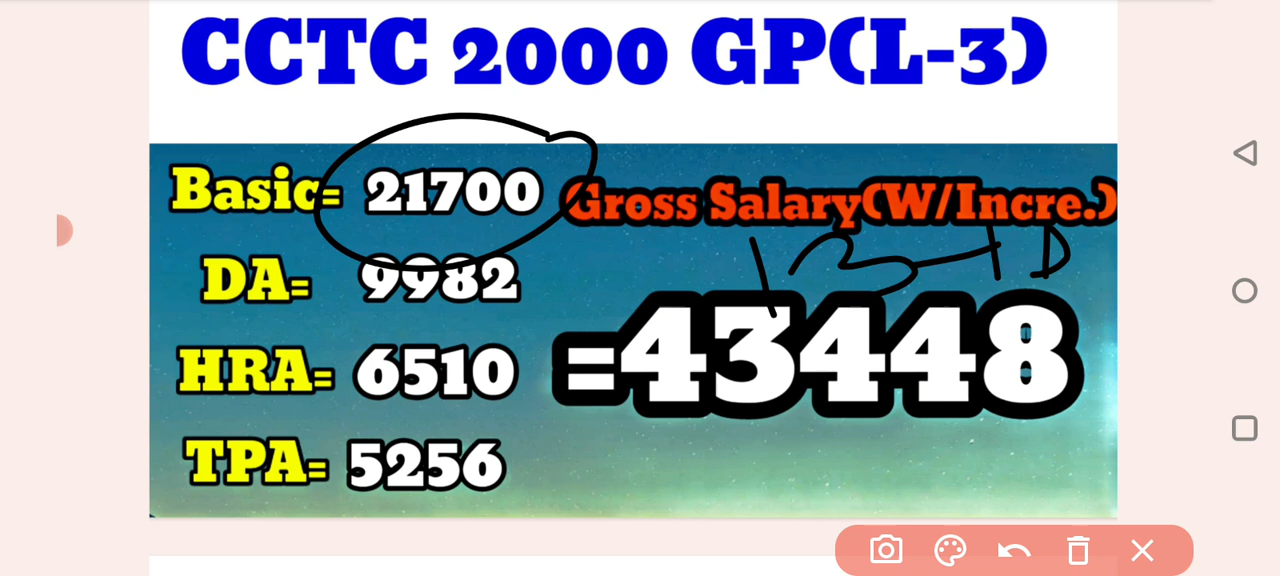 CCTC 2000 GP(L-3)
Basic= 21700
Gross Salary(W/Incre.)
DA= 9982
=43448
HRA= 6510
TPA= 5256